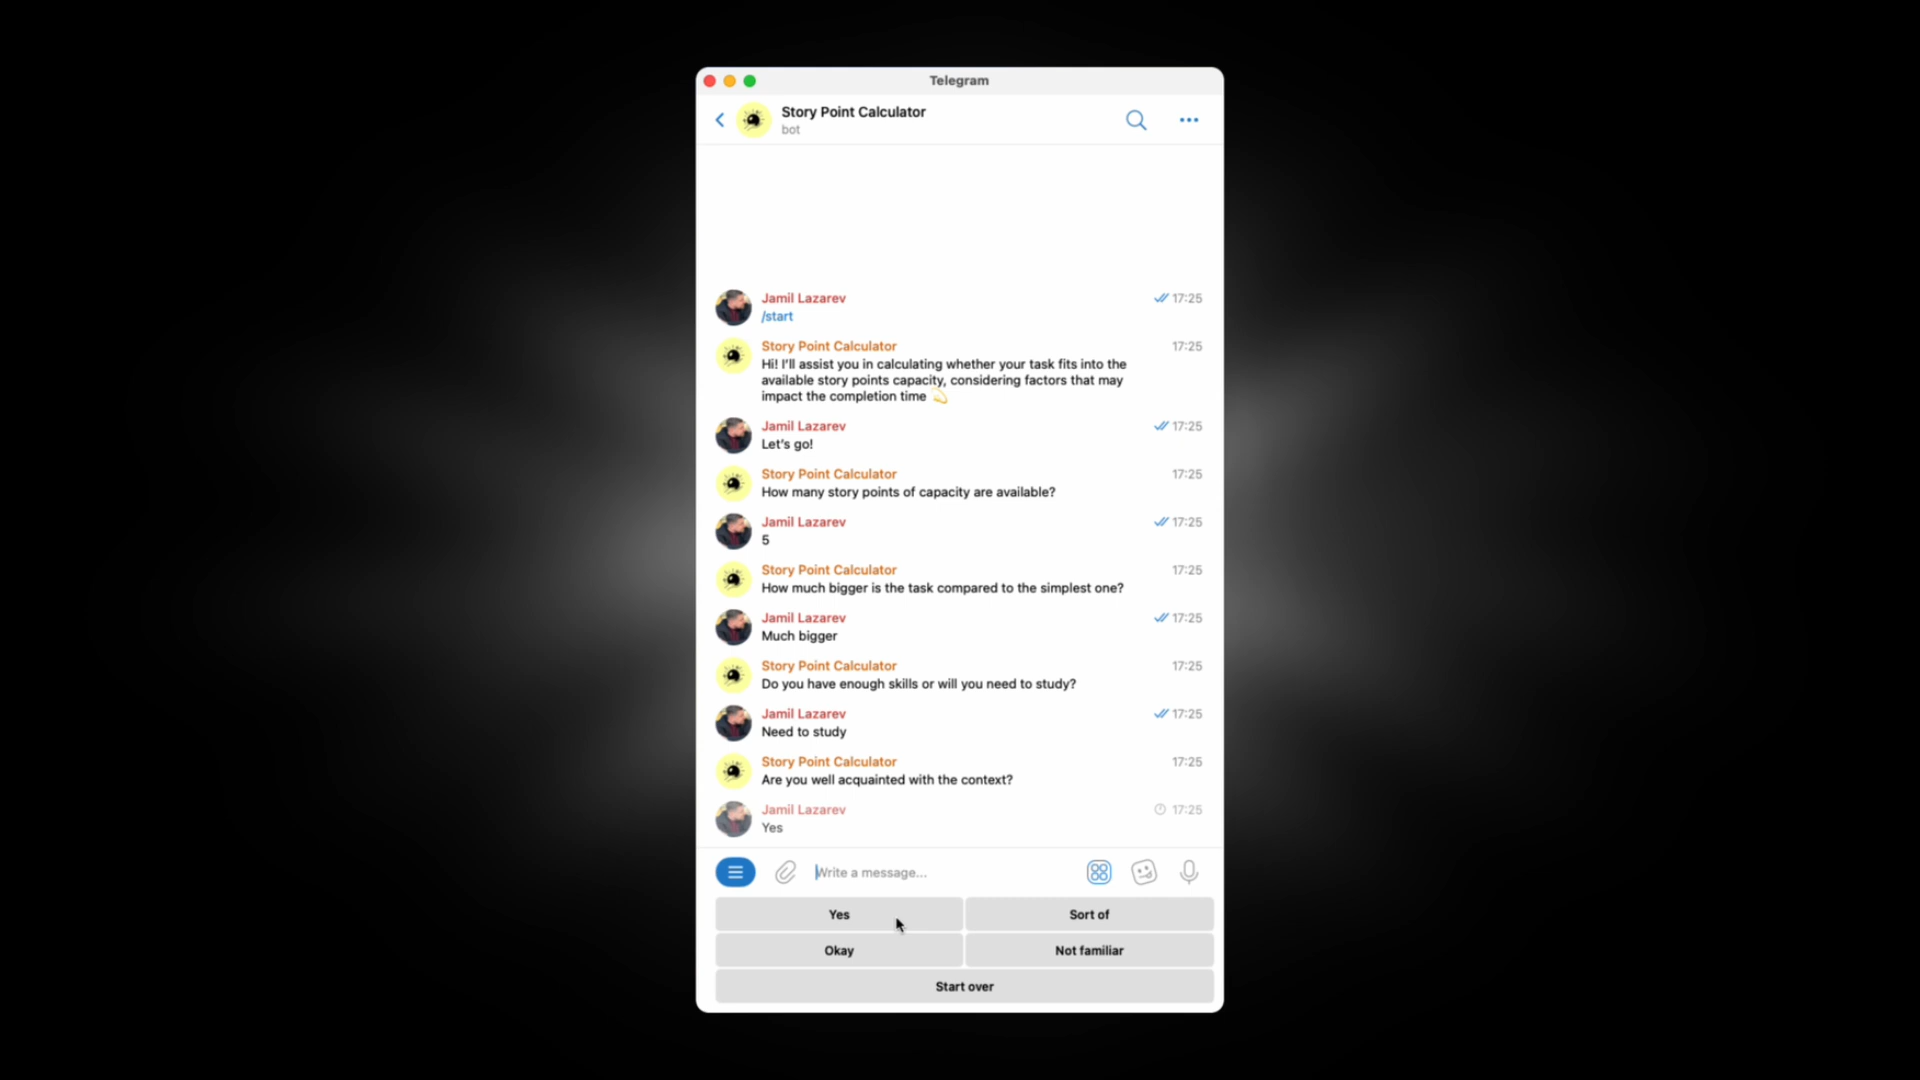 Telegram
Story Point Calculator
bot
Jamil Lazarev 17:25
/start
Story Point Calculator 17:25
Hi! I'll assist you in calculating whether your task fits into the
available story points capacity, considering factors that may
impact the completion time 💫
Jamil Lazarev 17:25
Let's go!
Story Point Calculator 17:25
How many story points of capacity are available?
Jamil Lazarev 17:25
5
Story Point Calculator 17:25
How much bigger is the task compared to the simplest one?
Jamil Lazarev 17:25
Much bigger
Story Point Calculator 17:25
Do you have enough skills or will you need to study?
Jamil Lazarev 17:25
Need to study
Story Point Calculator 17:25
Are you well acquainted with the context?
Jamil Lazarev 17:25
Yes
Write a message...
Yes Sort of
Okay Not familiar
Start over